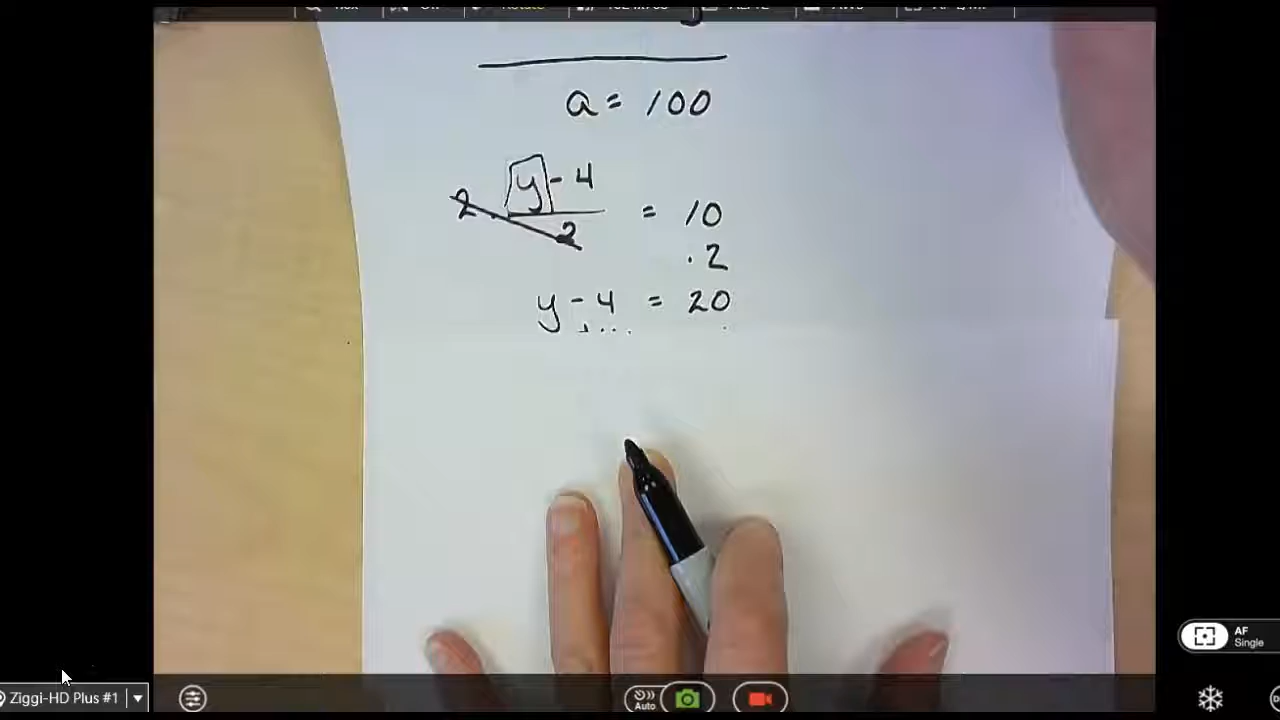 a = 100
y - 4
2 ·
2
= 10
· 2
y - 4 = 20
AF
Single
Ziggi-HD Plus #1
Auto